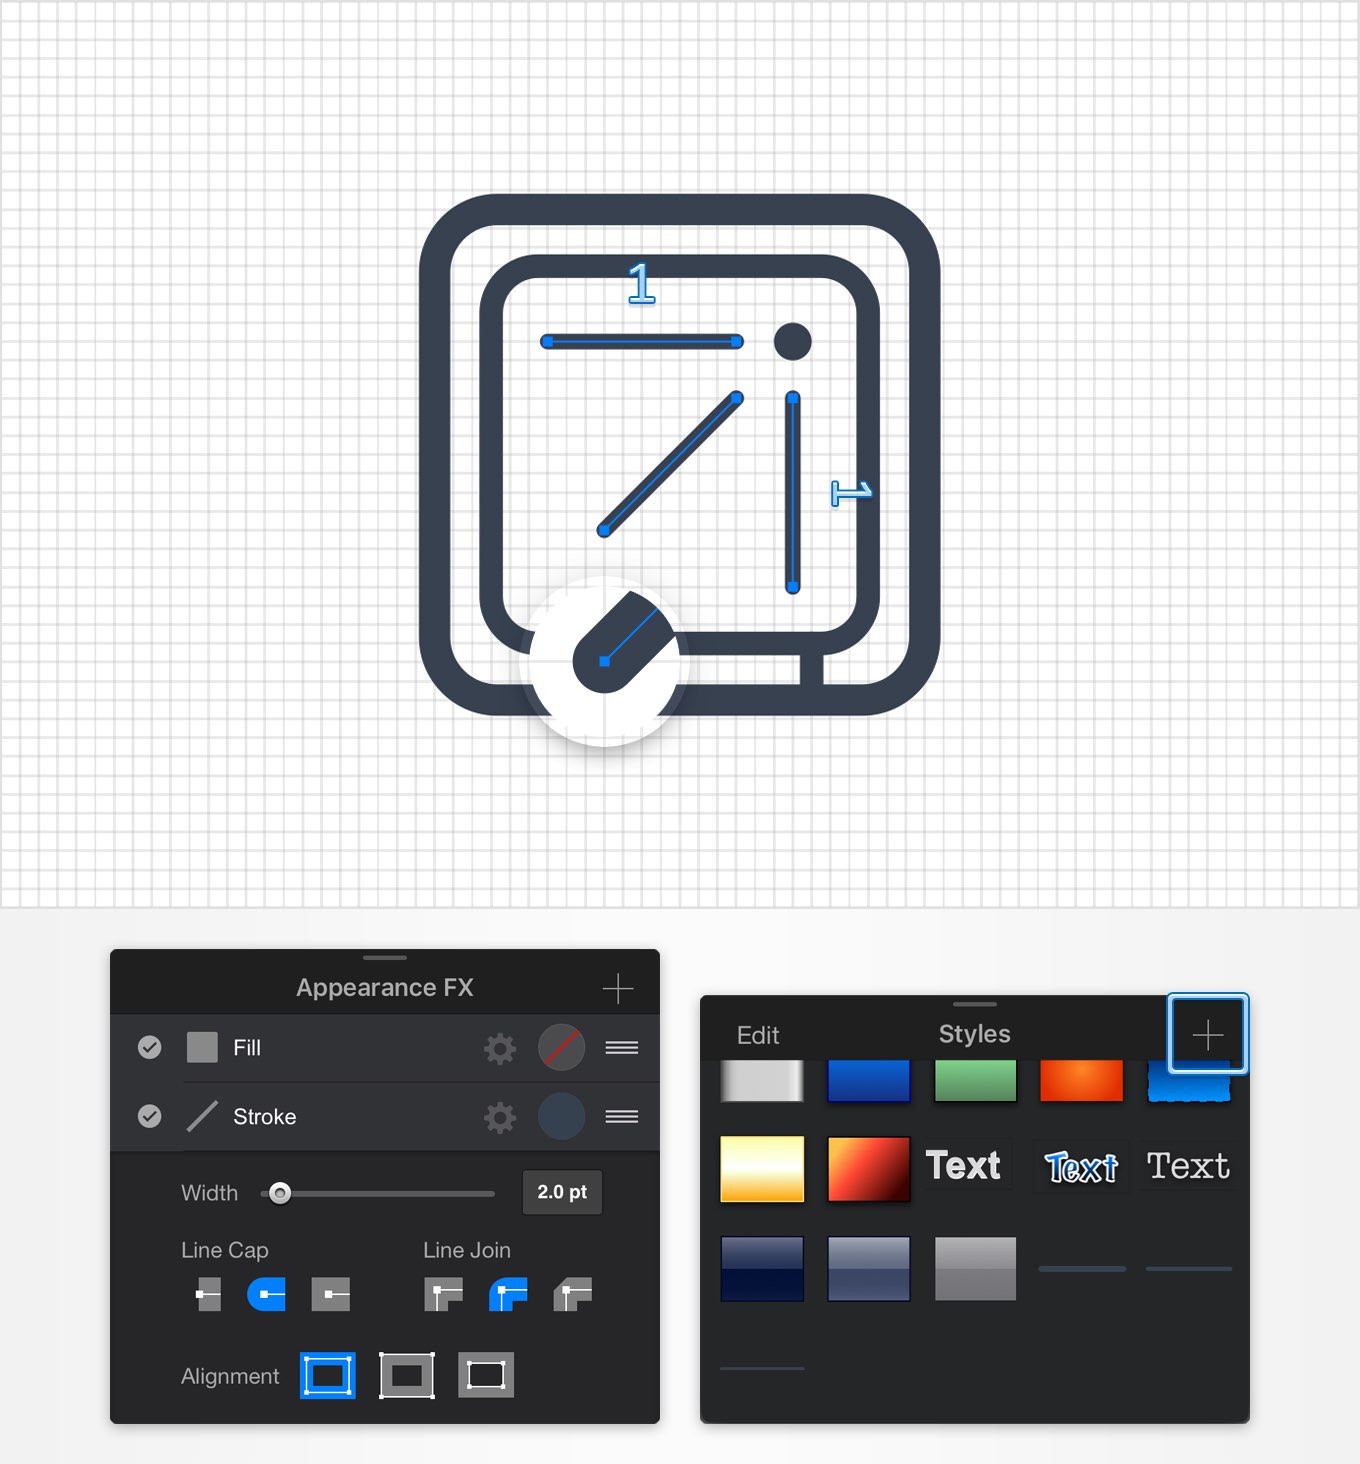 1
1
Appearance FX
Fill
Stroke
Width 2.0 pt
Line Cap Line Join
Alignment
Edit Styles
Text Text Text